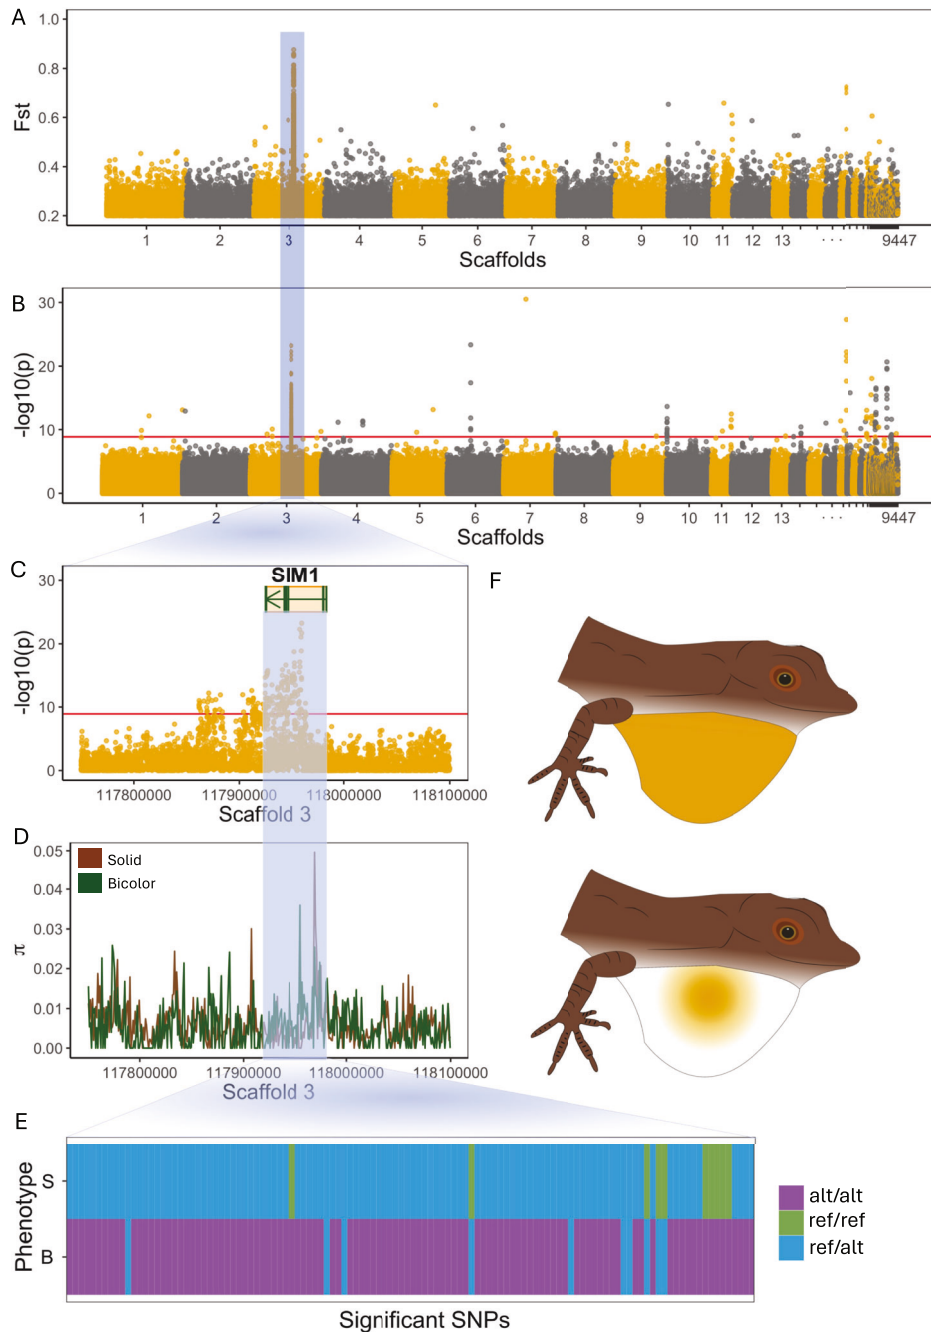 A
1.0
0.8
0.6
0.4
0.2
Fst
1 2 3 4 5 6 7 8 9 10 11 12 13 . . . 9447
Scaffolds
B
30
20
10
0
-log10(p)
1 2 3 4 5 6 7 8 9 10 11 12 13 . . . 9447
Scaffolds
C
SIM1
30
20
10
0
-log10(p)
117800000 117900000 118000000 118100000
Scaffold 3
D
Solid
Bicolor
0.05
0.04
0.03
0.02
0.01
0.00
π
117800000 117900000 118000000 118100000
Scaffold 3
E
Phenotype
S
B
Significant SNPs
alt/alt
ref/ref
ref/alt
F